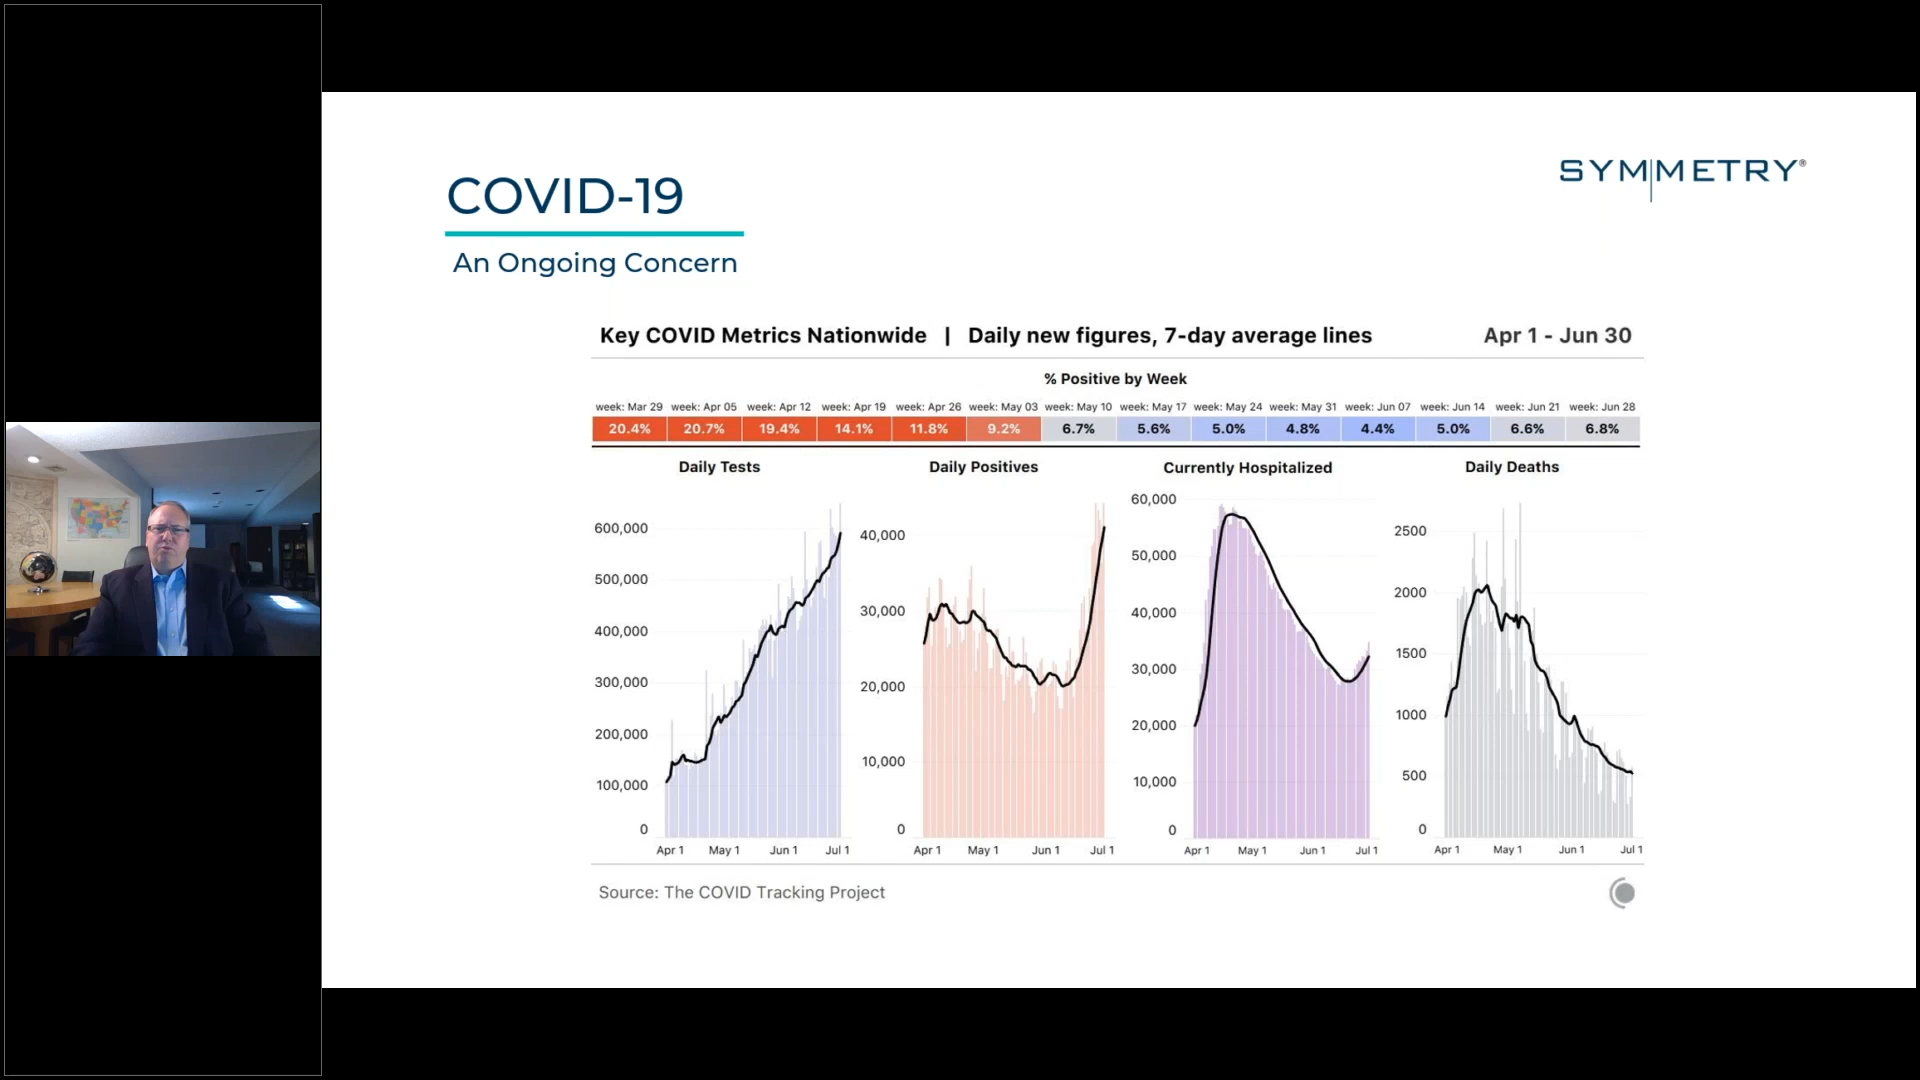 SYMMETRY®
COVID-19
An Ongoing Concern
Key COVID Metrics Nationwide | Daily new figures, 7-day average lines Apr 1 - Jun 30
% Positive by Week
week: Mar 29 week: Apr 05 week: Apr 12 week: Apr 19 week: Apr 26 week: May 03 week: May 10 week: May 17 week: May 24 week: May 31 week: Jun 07 week: Jun 14 week: Jun 21 week: Jun 28
20.4% 20.7% 19.4% 14.1% 11.8% 9.2% 6.7% 5.6% 5.0% 4.8% 4.4% 5.0% 6.6% 6.8%
Daily Tests
600,000
500,000
400,000
300,000
200,000
100,000
0
Apr 1 May 1 Jun 1 Jul 1
Daily Positives
40,000
30,000
20,000
10,000
0
Apr 1 May 1 Jun 1 Jul 1
Currently Hospitalized
60,000
50,000
40,000
30,000
20,000
10,000
0
Apr 1 May 1 Jun 1 Jul 1
Daily Deaths
2500
2000
1500
1000
500
0
Apr 1 May 1 Jun 1 Jul 1
Source: The COVID Tracking Project